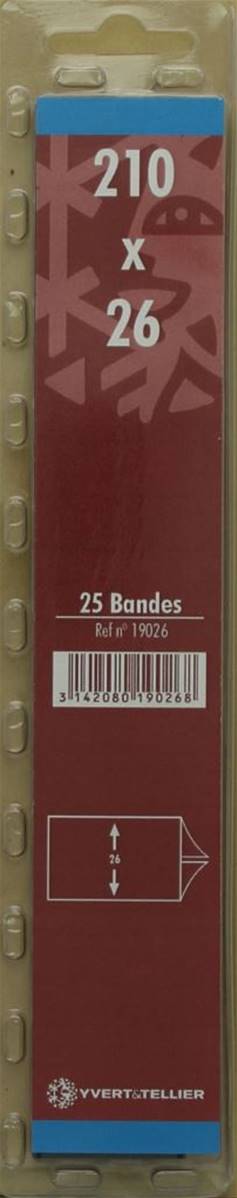 210
x
26
25 Bandes
Ref n° 19026
3 142080 190268
26
YVERT&TELLIER